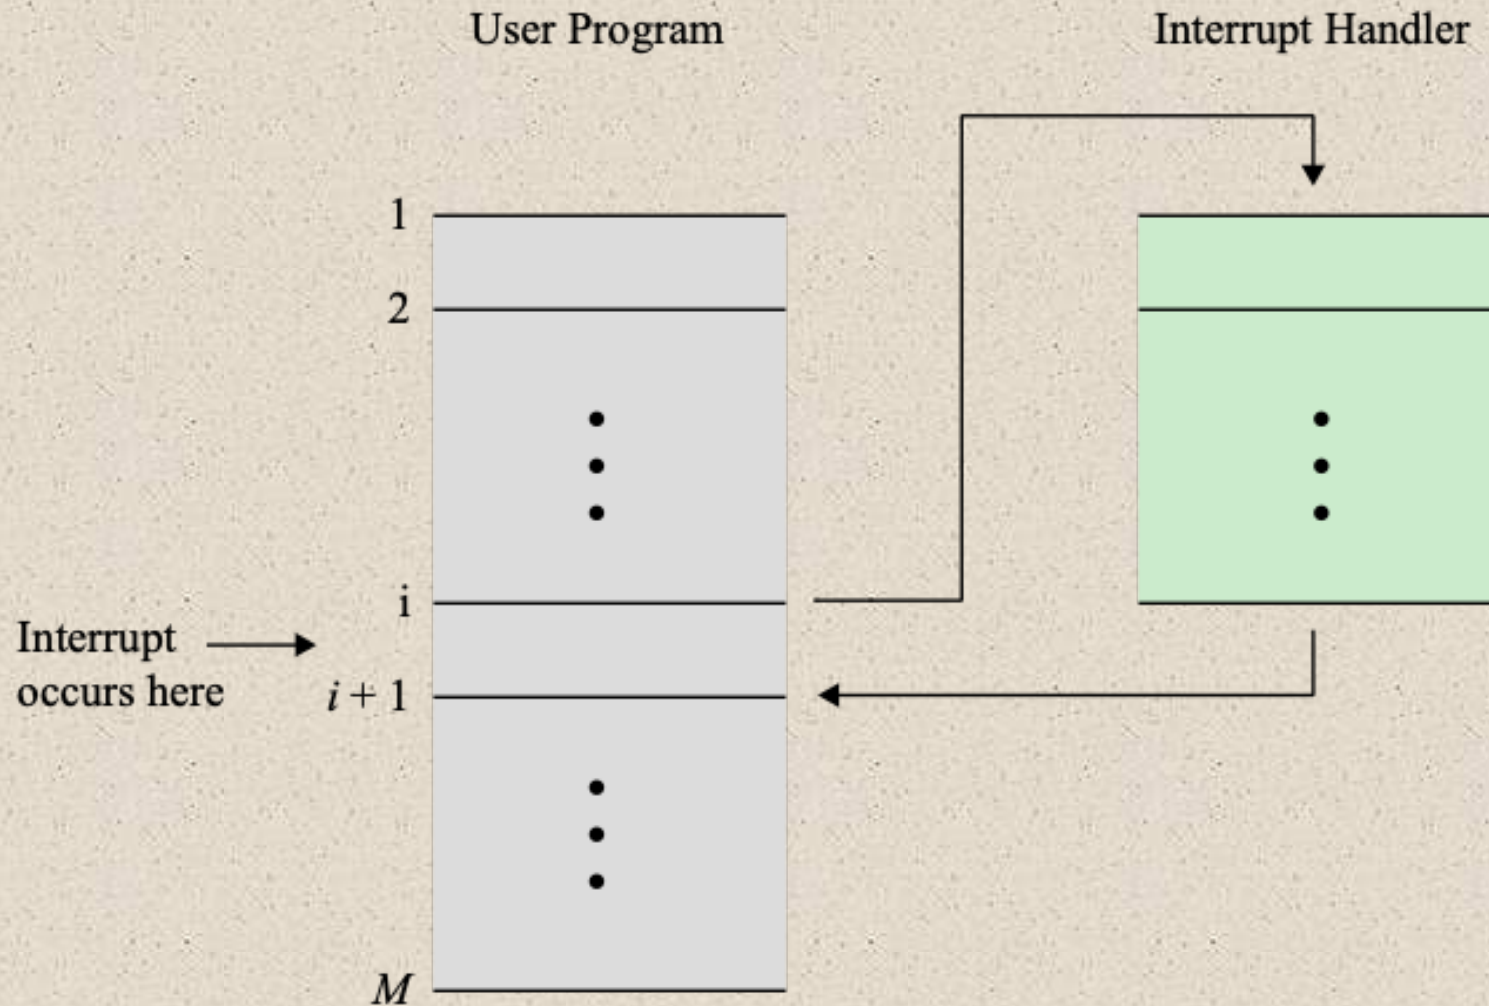 User Program
Interrupt Handler
1
2
i
Interrupt
occurs here
i + 1
M